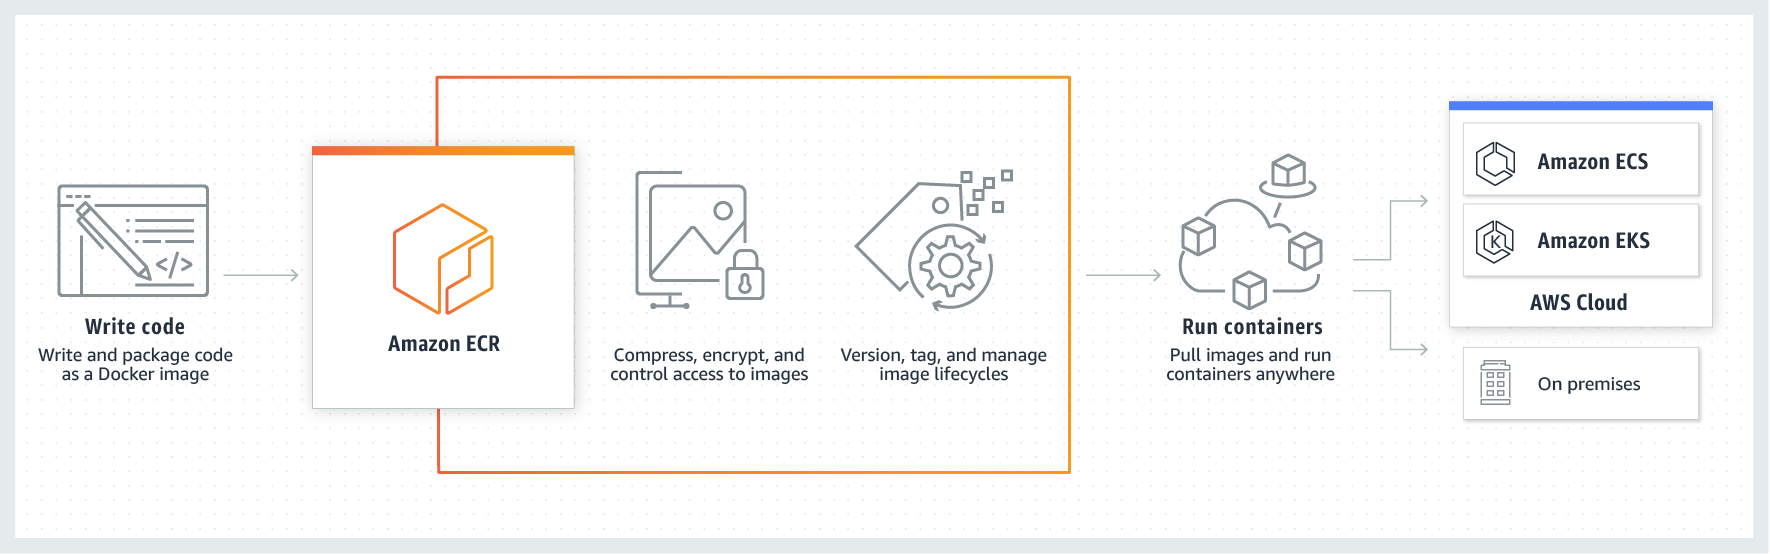 Write code
Write and package code
as a Docker image
Amazon ECR
Compress, encrypt, and
control access to images
Version, tag, and manage
image lifecycles
Run containers
Pull images and run
containers anywhere
Amazon ECS
K
Amazon EKS
AWS Cloud
On premises